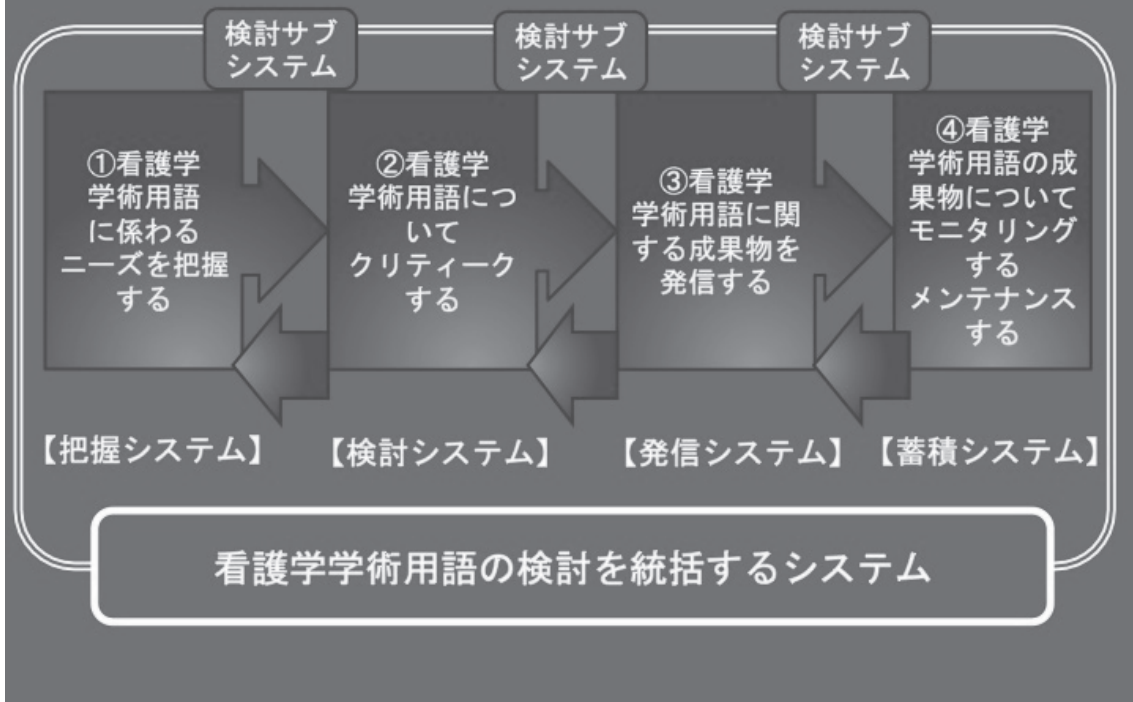 検討サブ
システム
検討サブ
システム
検討サブ
システム
①看護学
学術用語
に係わる
ニーズを把握
する
②看護学
学術用語につ
いて
クリティーク
する
③看護学
学術用語に関
する成果物を
発信する
④看護学
学術用語の成
果物について
モニタリング
する
メンテナンス
する
【把握システム】
【検討システム】
【発信システム】
【蓄積システム】
看護学学術用語の検討を統括するシステム